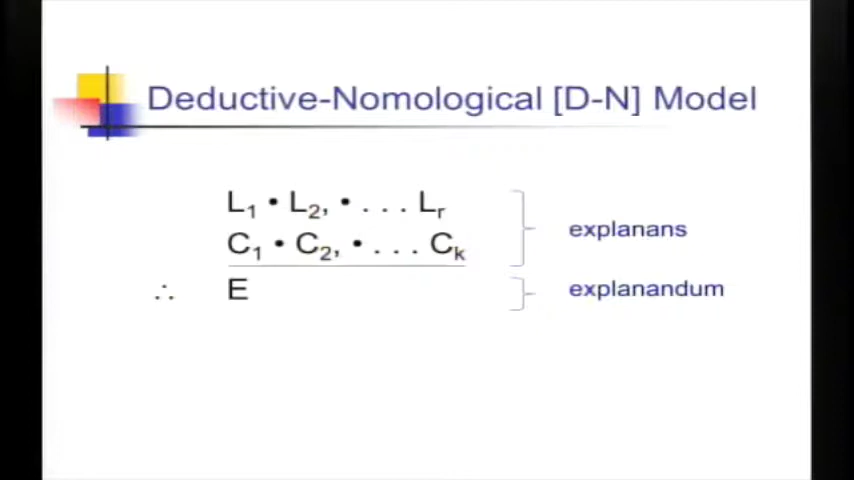 Deductive-Nomological [D-N] Model
L₁ • L₂, • . . . Lᵣ
C₁ • C₂, • . . . Cₖ
explanans
∴ E
explanandum